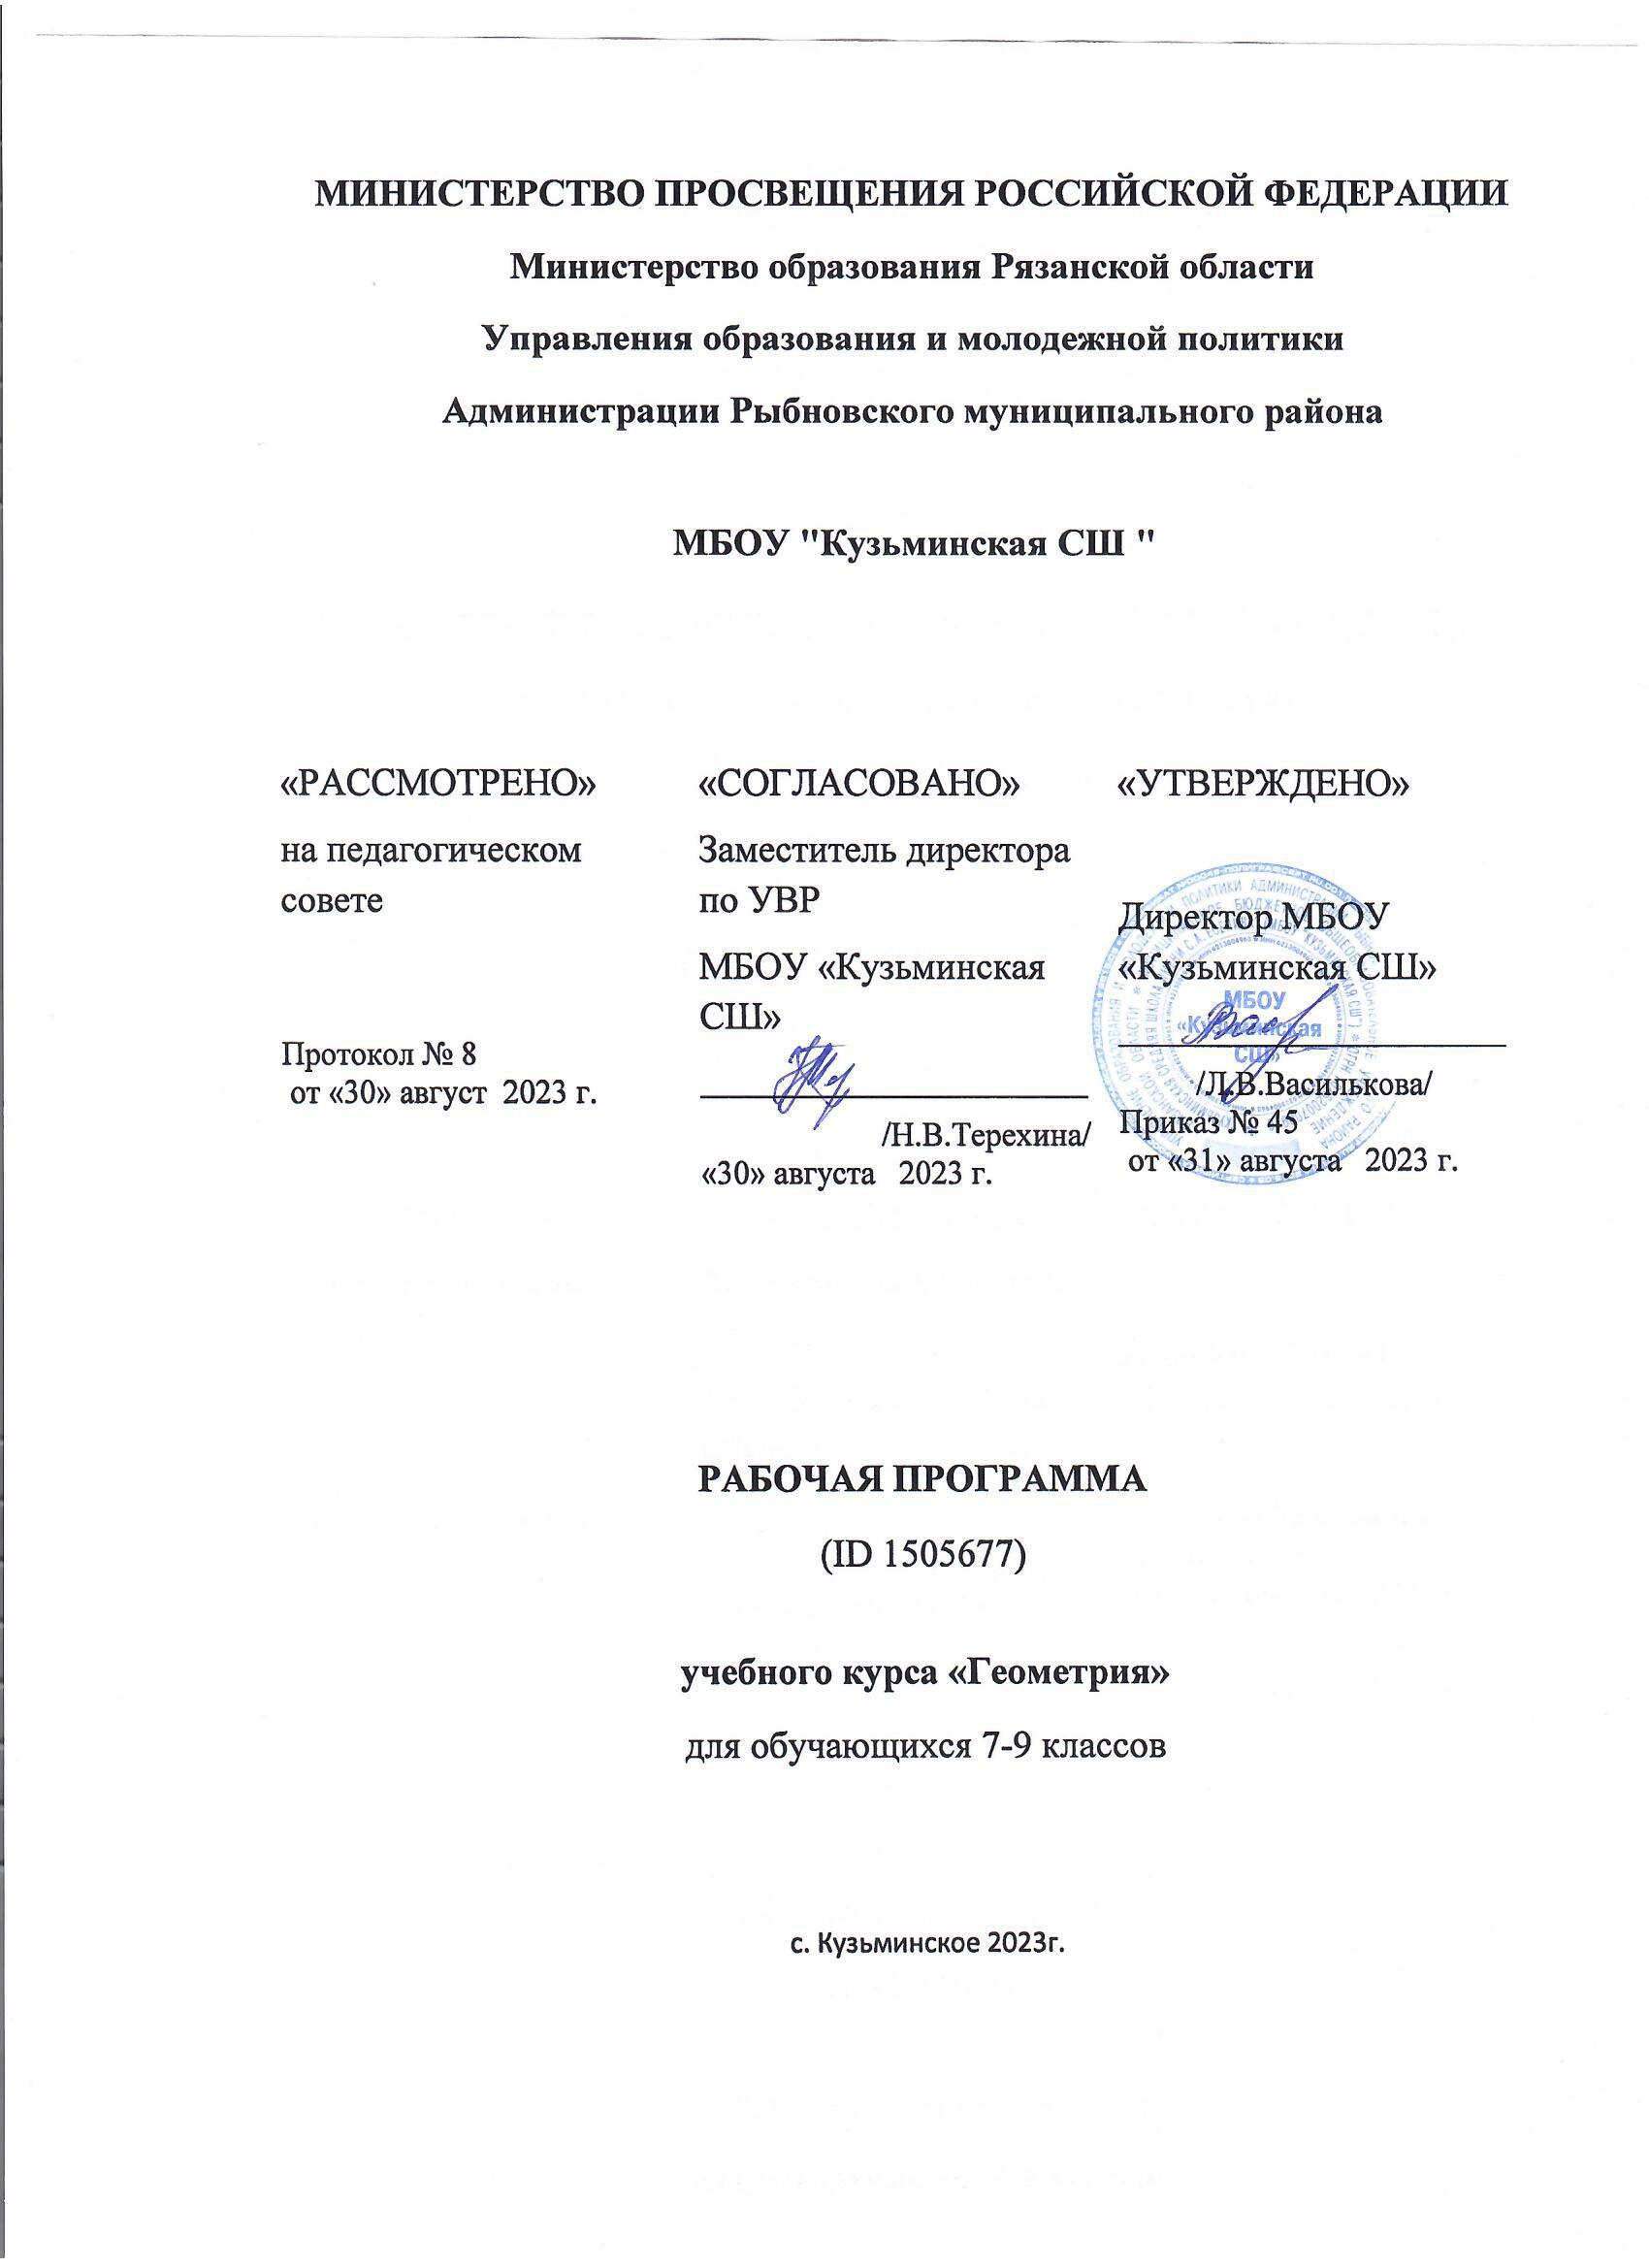 МИНИСТЕРСТВО ПРОСВЕЩЕНИЯ РОССИЙСКОЙ ФЕДЕРАЦИИ
Министерство образования Рязанской области
Управления образования и молодежной политики
Администрации Рыбновского муниципального района
МБОУ "Кузьминская СШ "
«РАССМОТРЕНО»
на педагогическом
совете
Протокол № 8
от «30» август 2023 г.
«СОГЛАСОВАНО»
Заместитель директора
по УВР
МБОУ «Кузьминская
СШ»
/Н.В.Терехина/
«30» августа 2023 г.
«УТВЕРЖДЕНО»
Директор МБОУ
«Кузьминская СШ»
МБОУ
«Кузьминская
СШ»
/Л.В.Василькова/
Приказ № 45
от «31» августа 2023 г.
РАБОЧАЯ ПРОГРАММА
(ID 1505677)
учебного курса «Геометрия»
для обучающихся 7-9 классов
с. Кузьминское 2023г.